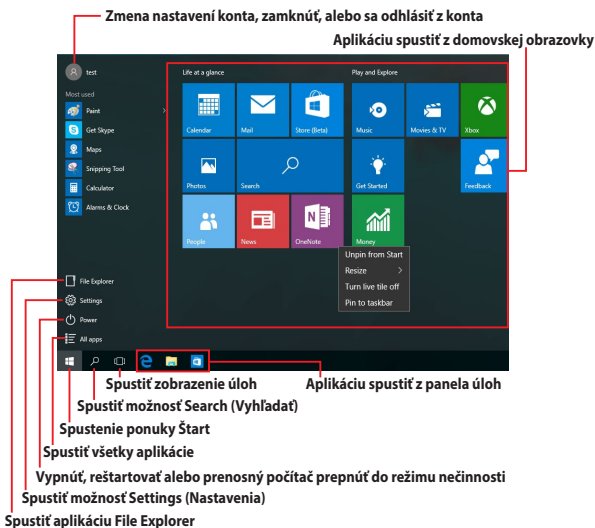 Zmena nastavení konta, zamknúť, alebo sa odhlásiť z konta
Aplikáciu spustiť z domovskej obrazovky
test
Life at a glance
Play and Explore
Most used
Paint
Get Skype
Maps
Snipping Tool
Calculator
Alarms & Clock
Calendar
Mail
Store (Beta)
Music
Movies & TV
Xbox
Photos
Search
Get Started
Feedback
People
News
OneNote
Money
Unpin from Start
Resize
Turn live tile off
Pin to taskbar
File Explorer
Settings
Power
All apps
Spustiť zobrazenie úloh
Aplikáciu spustiť z panela úloh
Spustiť možnosť Search (Vyhľadať)
Spustenie ponuky Štart
Spustiť všetky aplikácie
Vypnúť, reštartovať alebo prenosný počítač prepnúť do režimu nečinnosti
Spustiť možnosť Settings (Nastavenia)
Spustiť aplikáciu File Explorer